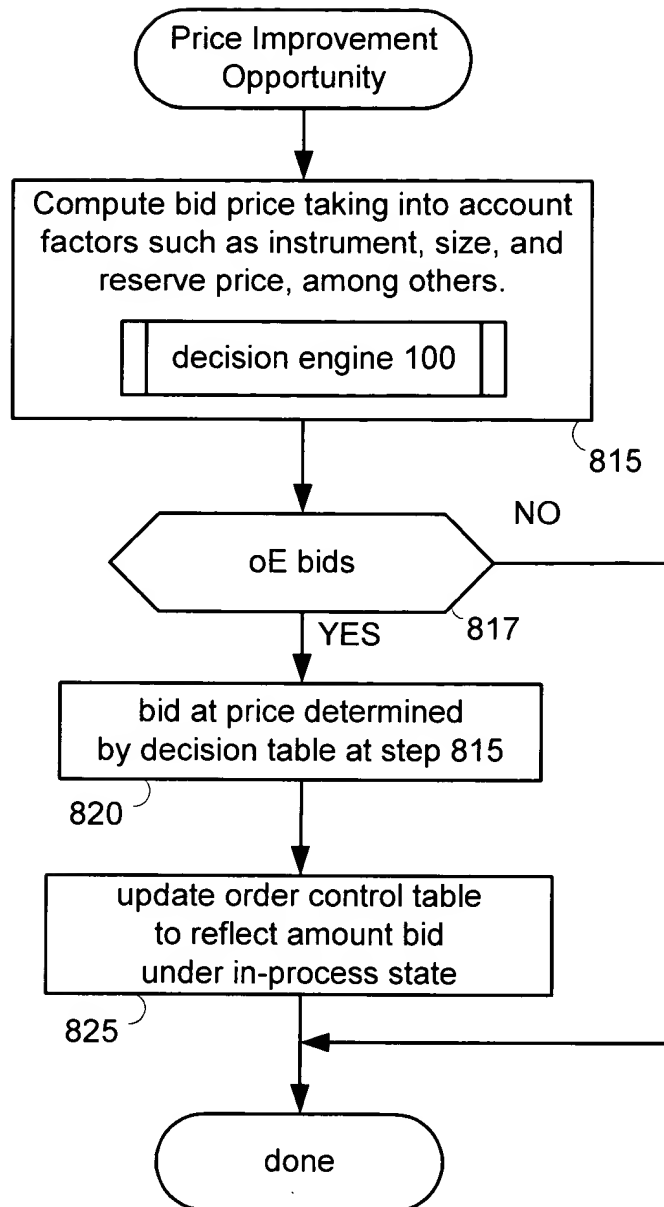 Price Improvement
Opportunity
Compute bid price taking into account
factors such as instrument, size, and
reserve price, among others.
decision engine 100
815
NO
oE bids
817
YES
bid at price determined
by decision table at step 815
820
update order control table
to reflect amount bid
under in-process state
825
done